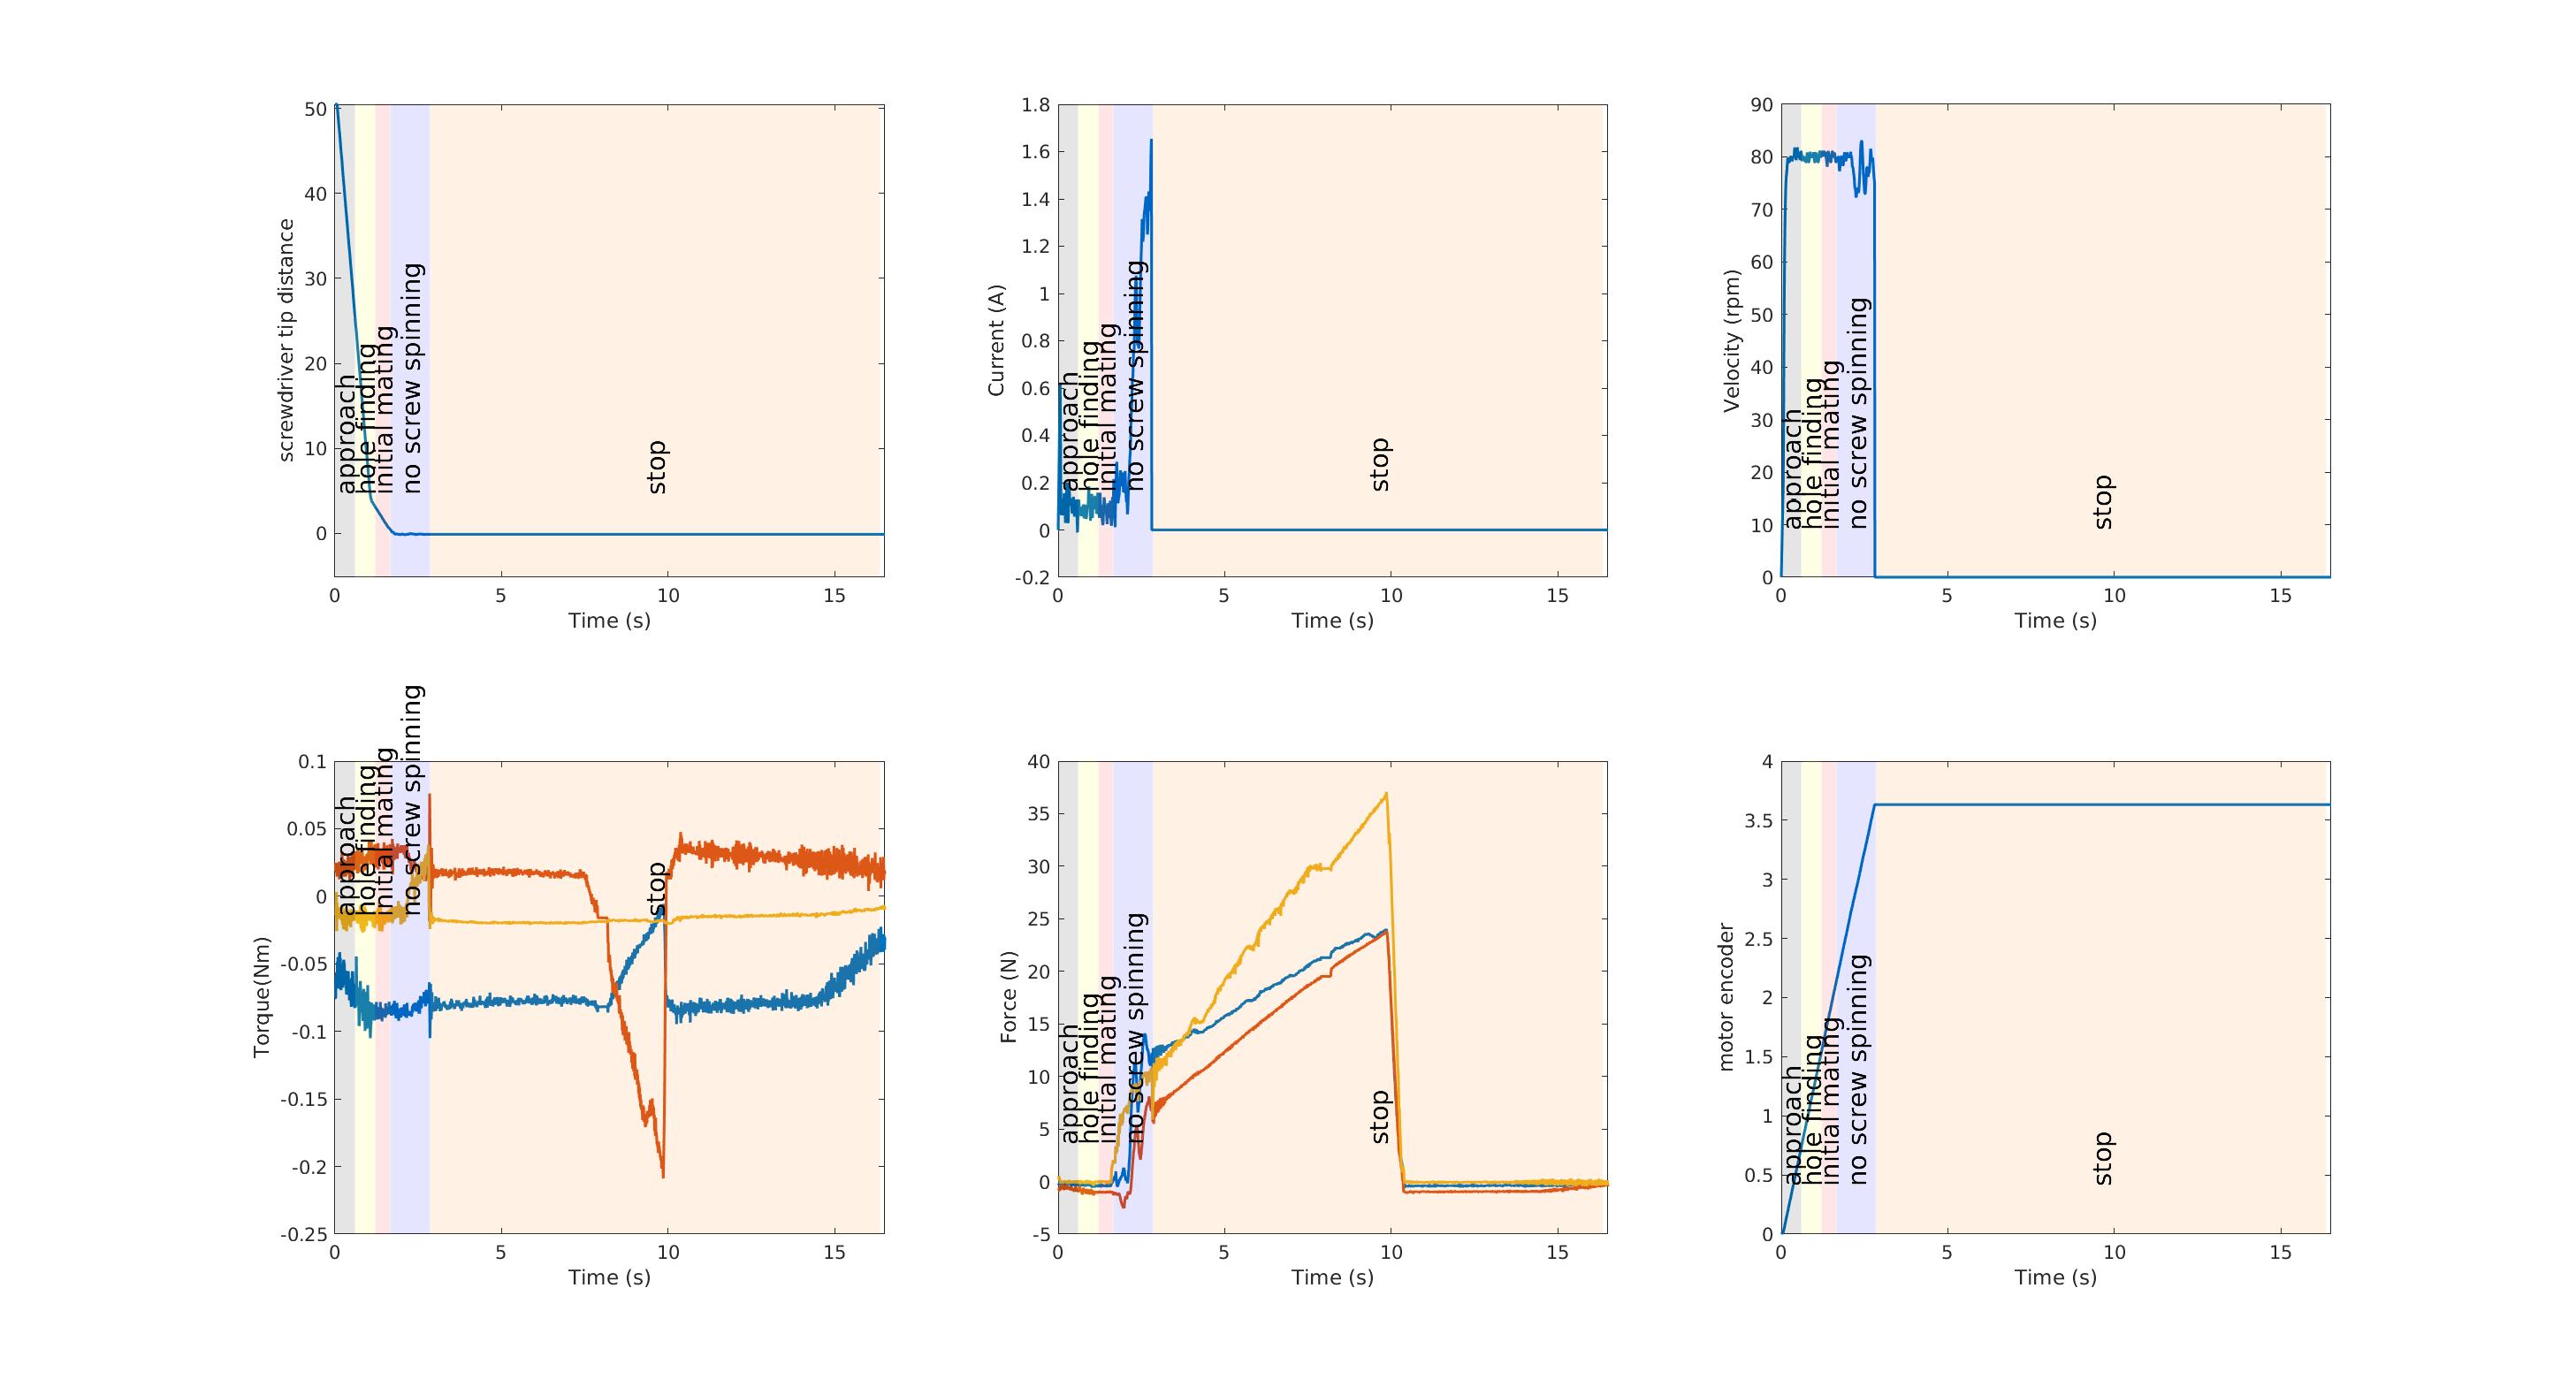 50
40
30
20
10
0
screwdriver tip distance
approach
hole finding
initial mating
no screw spinning
stop
0 5 10 15
Time (s)
1.8
1.6
1.4
1.2
1
0.8
0.6
0.4
0.2
0
-0.2
Current (A)
approach
hole finding
initial mating
no screw spinning
stop
0 5 10 15
Time (s)
90
80
70
60
50
40
30
20
10
0
Velocity (rpm)
approach
hole finding
initial mating
no screw spinning
stop
0 5 10 15
Time (s)
0.1
0.05
0
-0.05
-0.1
-0.15
-0.2
-0.25
Torque(Nm)
approach
hole finding
initial mating
no screw spinning
stop
0 5 10 15
Time (s)
40
35
30
25
20
15
10
5
0
-5
Force (N)
approach
hole finding
initial mating
no screw spinning
stop
0 5 10 15
Time (s)
4
3.5
3
2.5
2
1.5
1
0.5
0
motor encoder
approach
hole finding
initial mating
no screw spinning
stop
0 5 10 15
Time (s)